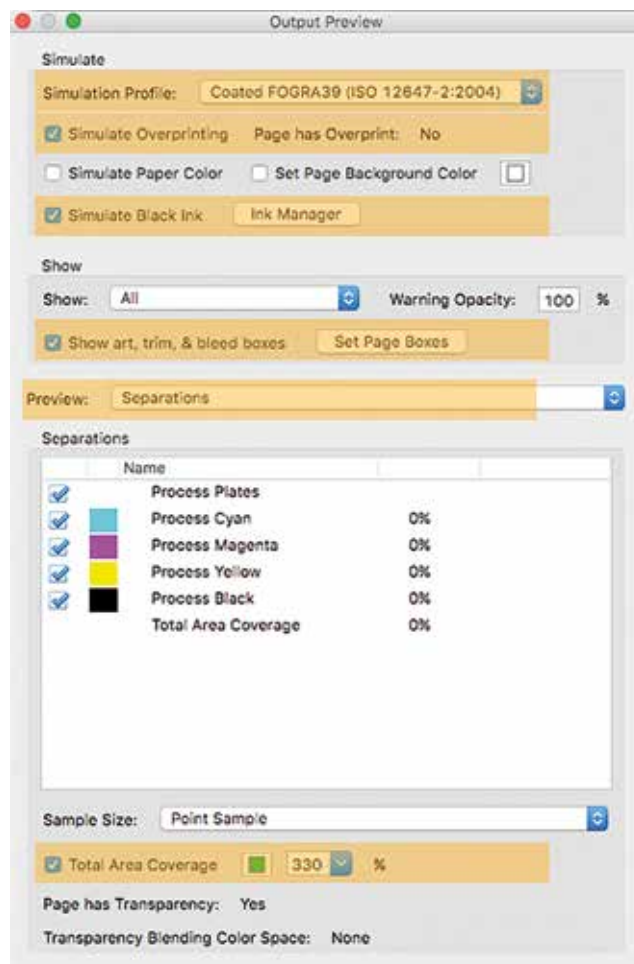 Output Preview
Simulate
Simulation Profile: Coated FOGRA39 (ISO 12647-2:2004)
Simulate Overprinting Page has Overprint: No
Simulate Paper Color Set Page Background Color
Simulate Black Ink Ink Manager
Show
Show: All Warning Opacity: 100 %
Show art, trim, & bleed boxes Set Page Boxes
Preview: Separations
Separations
Name
Process Plates
Process Cyan 0%
Process Magenta 0%
Process Yellow 0%
Process Black 0%
Total Area Coverage 0%
Sample Size: Point Sample
Total Area Coverage 330 %
Page has Transparency: Yes
Transparency Blending Color Space: None